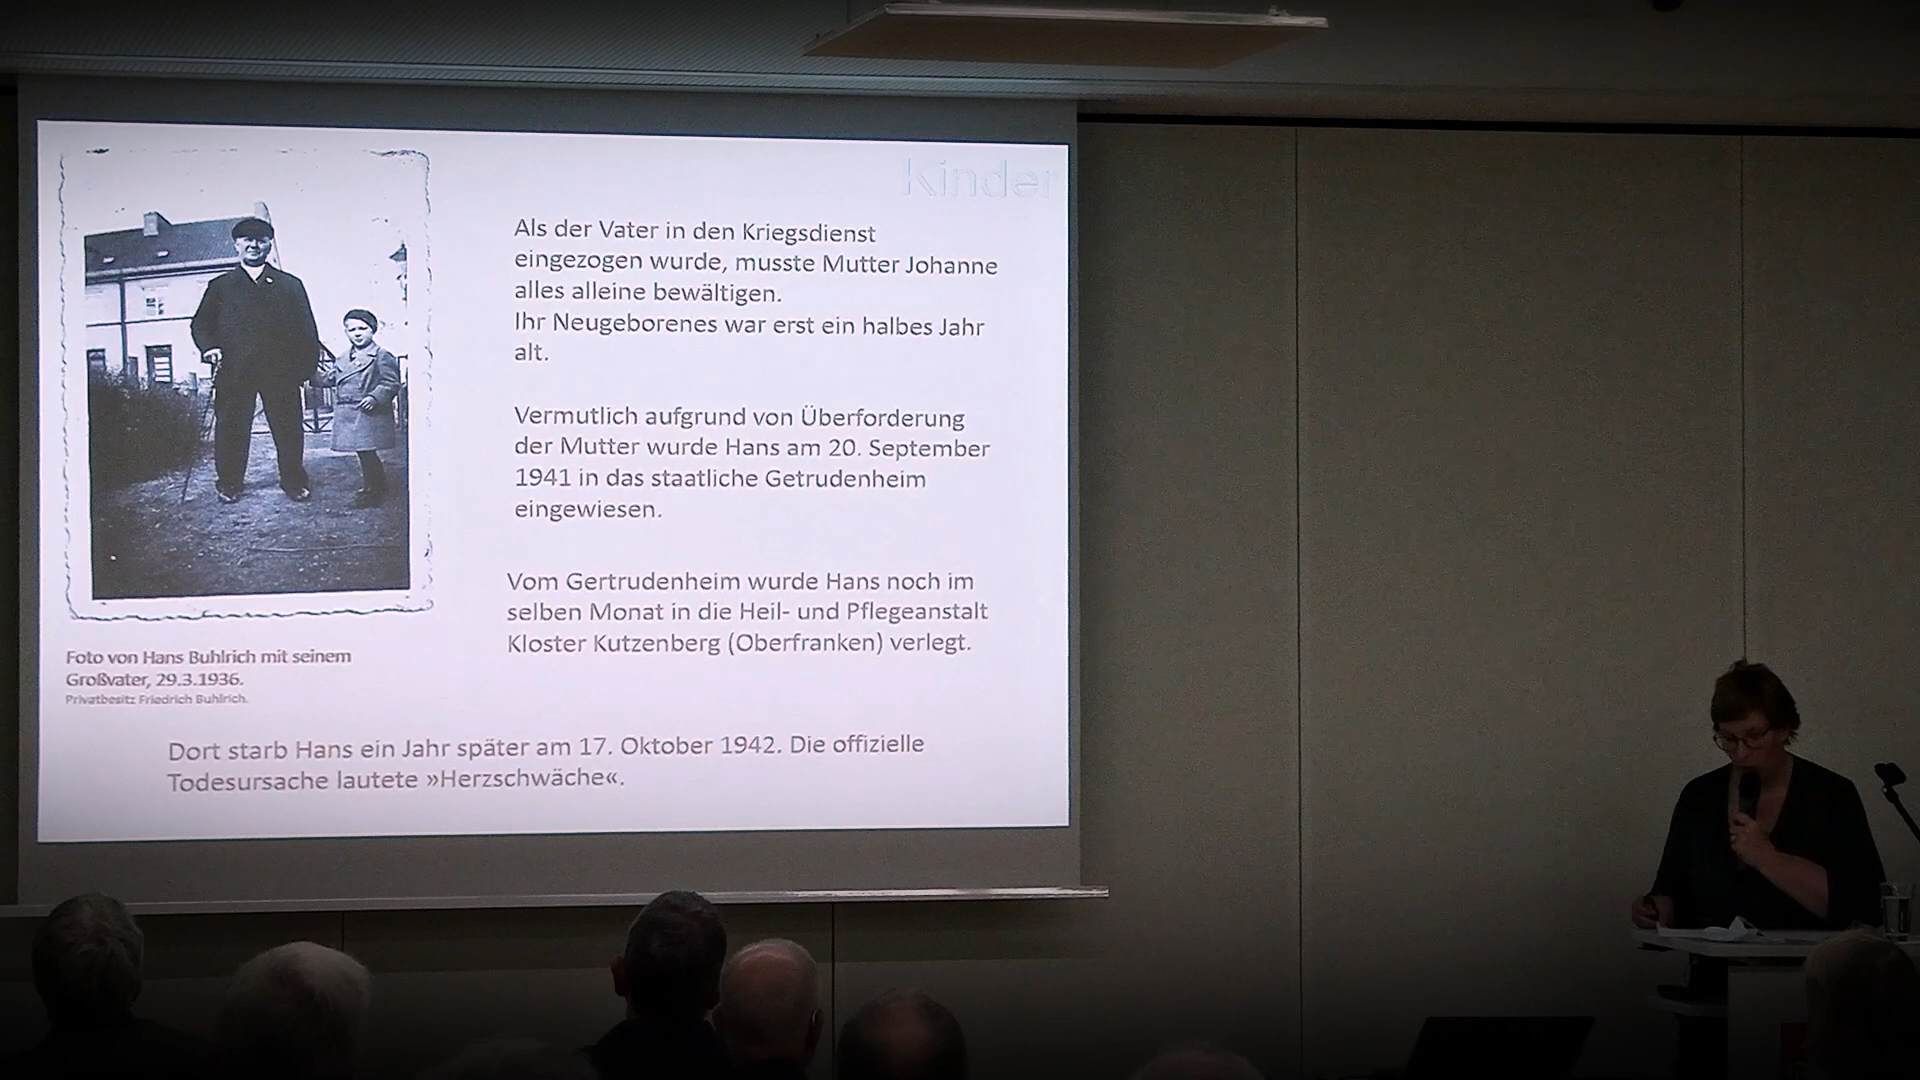 Kinder
Als der Vater in den Kriegsdienst
eingezogen wurde, musste Mutter Johanne
alles alleine bewältigen.
Ihr Neugeborenes war erst ein halbes Jahr
alt.
Vermutlich aufgrund von Überforderung
der Mutter wurde Hans am 20. September
1941 in das staatliche Getrudenheim
eingewiesen.
Vom Gertrudenheim wurde Hans noch im
selben Monat in die Heil- und Pflegeanstalt
Kloster Kutzenberg (Oberfranken) verlegt.
Foto von Hans Buhlrich mit seinem
Großvater, 29.3.1936.
Privatbesitz Friedrich Buhlrich.
Dort starb Hans ein Jahr später am 17. Oktober 1942. Die offizielle
Todesursache lautete »Herzschwäche«.